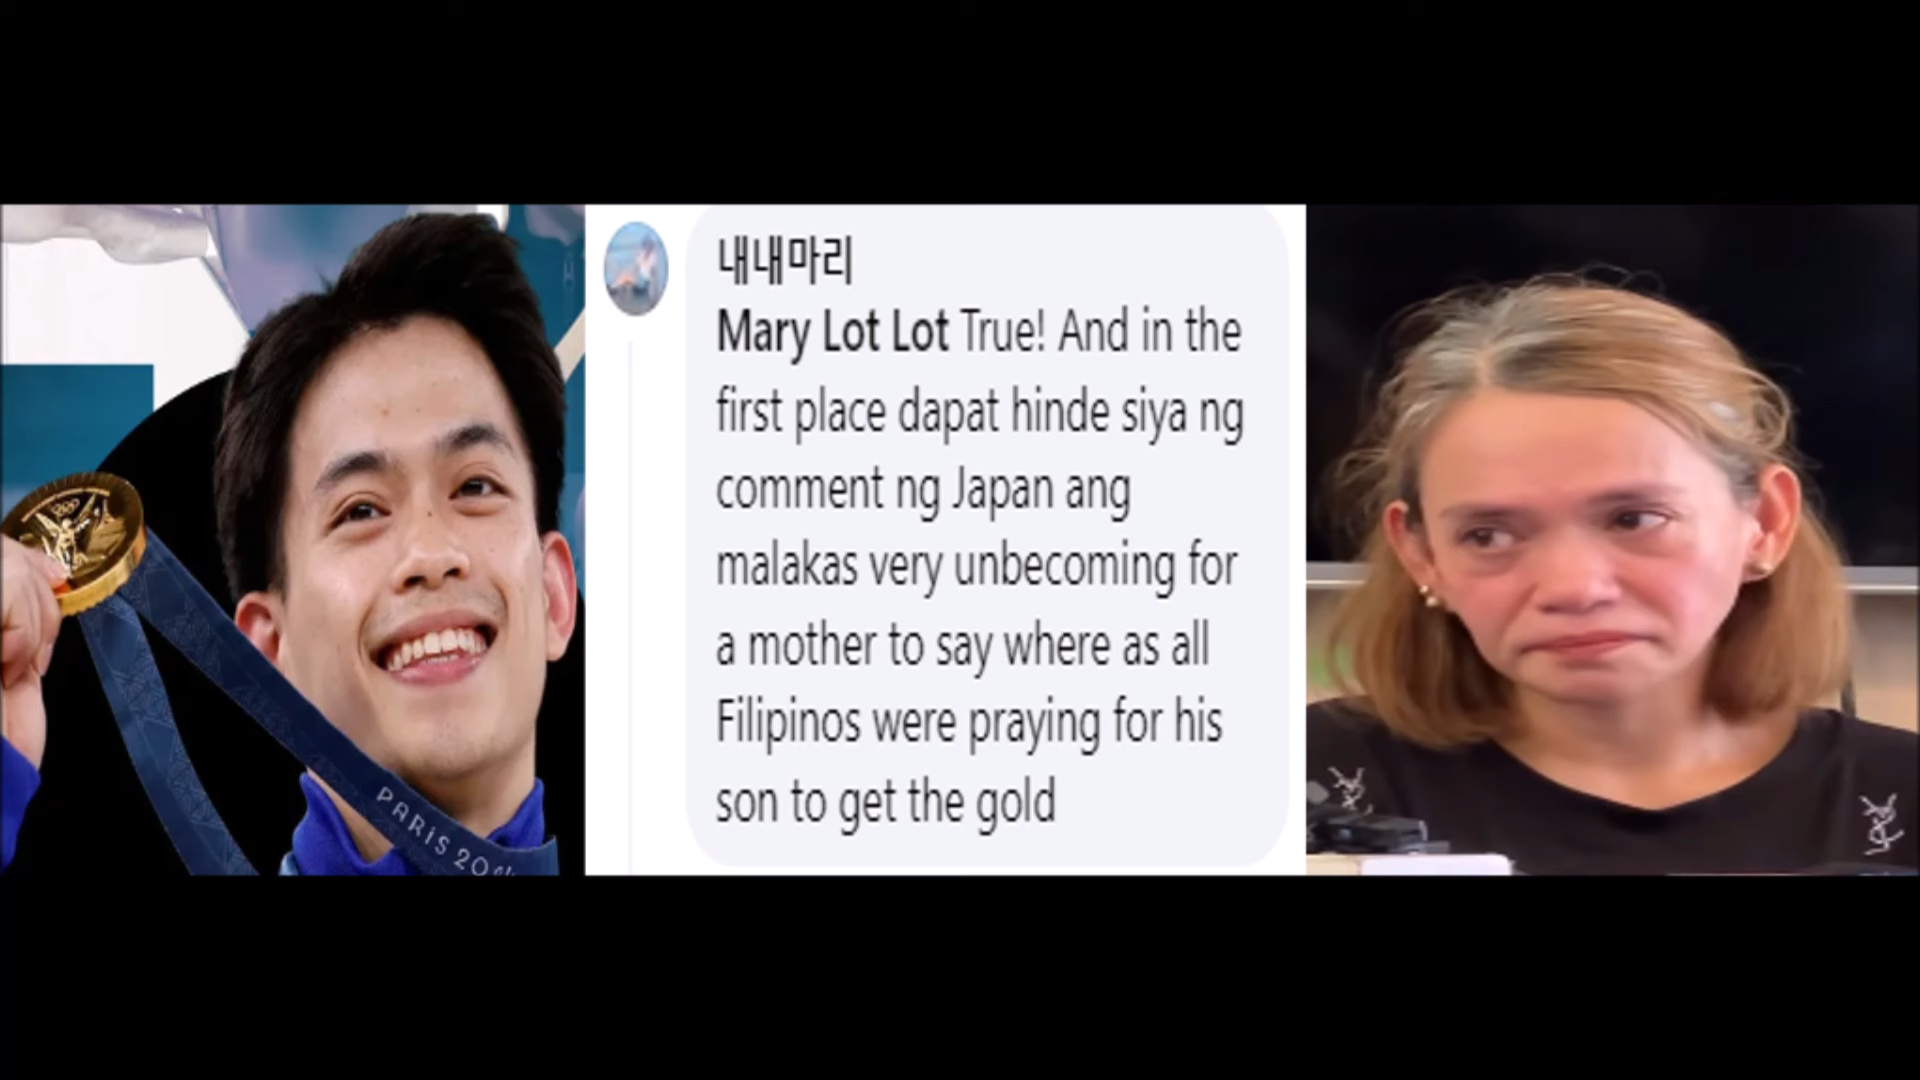 내내마리
Mary Lot Lot True! And in the
first place dapat hinde siya ng
comment ng Japan ang
malakas very unbecoming for
a mother to say where as all
Filipinos were praying for his
son to get the gold
PARIS 20